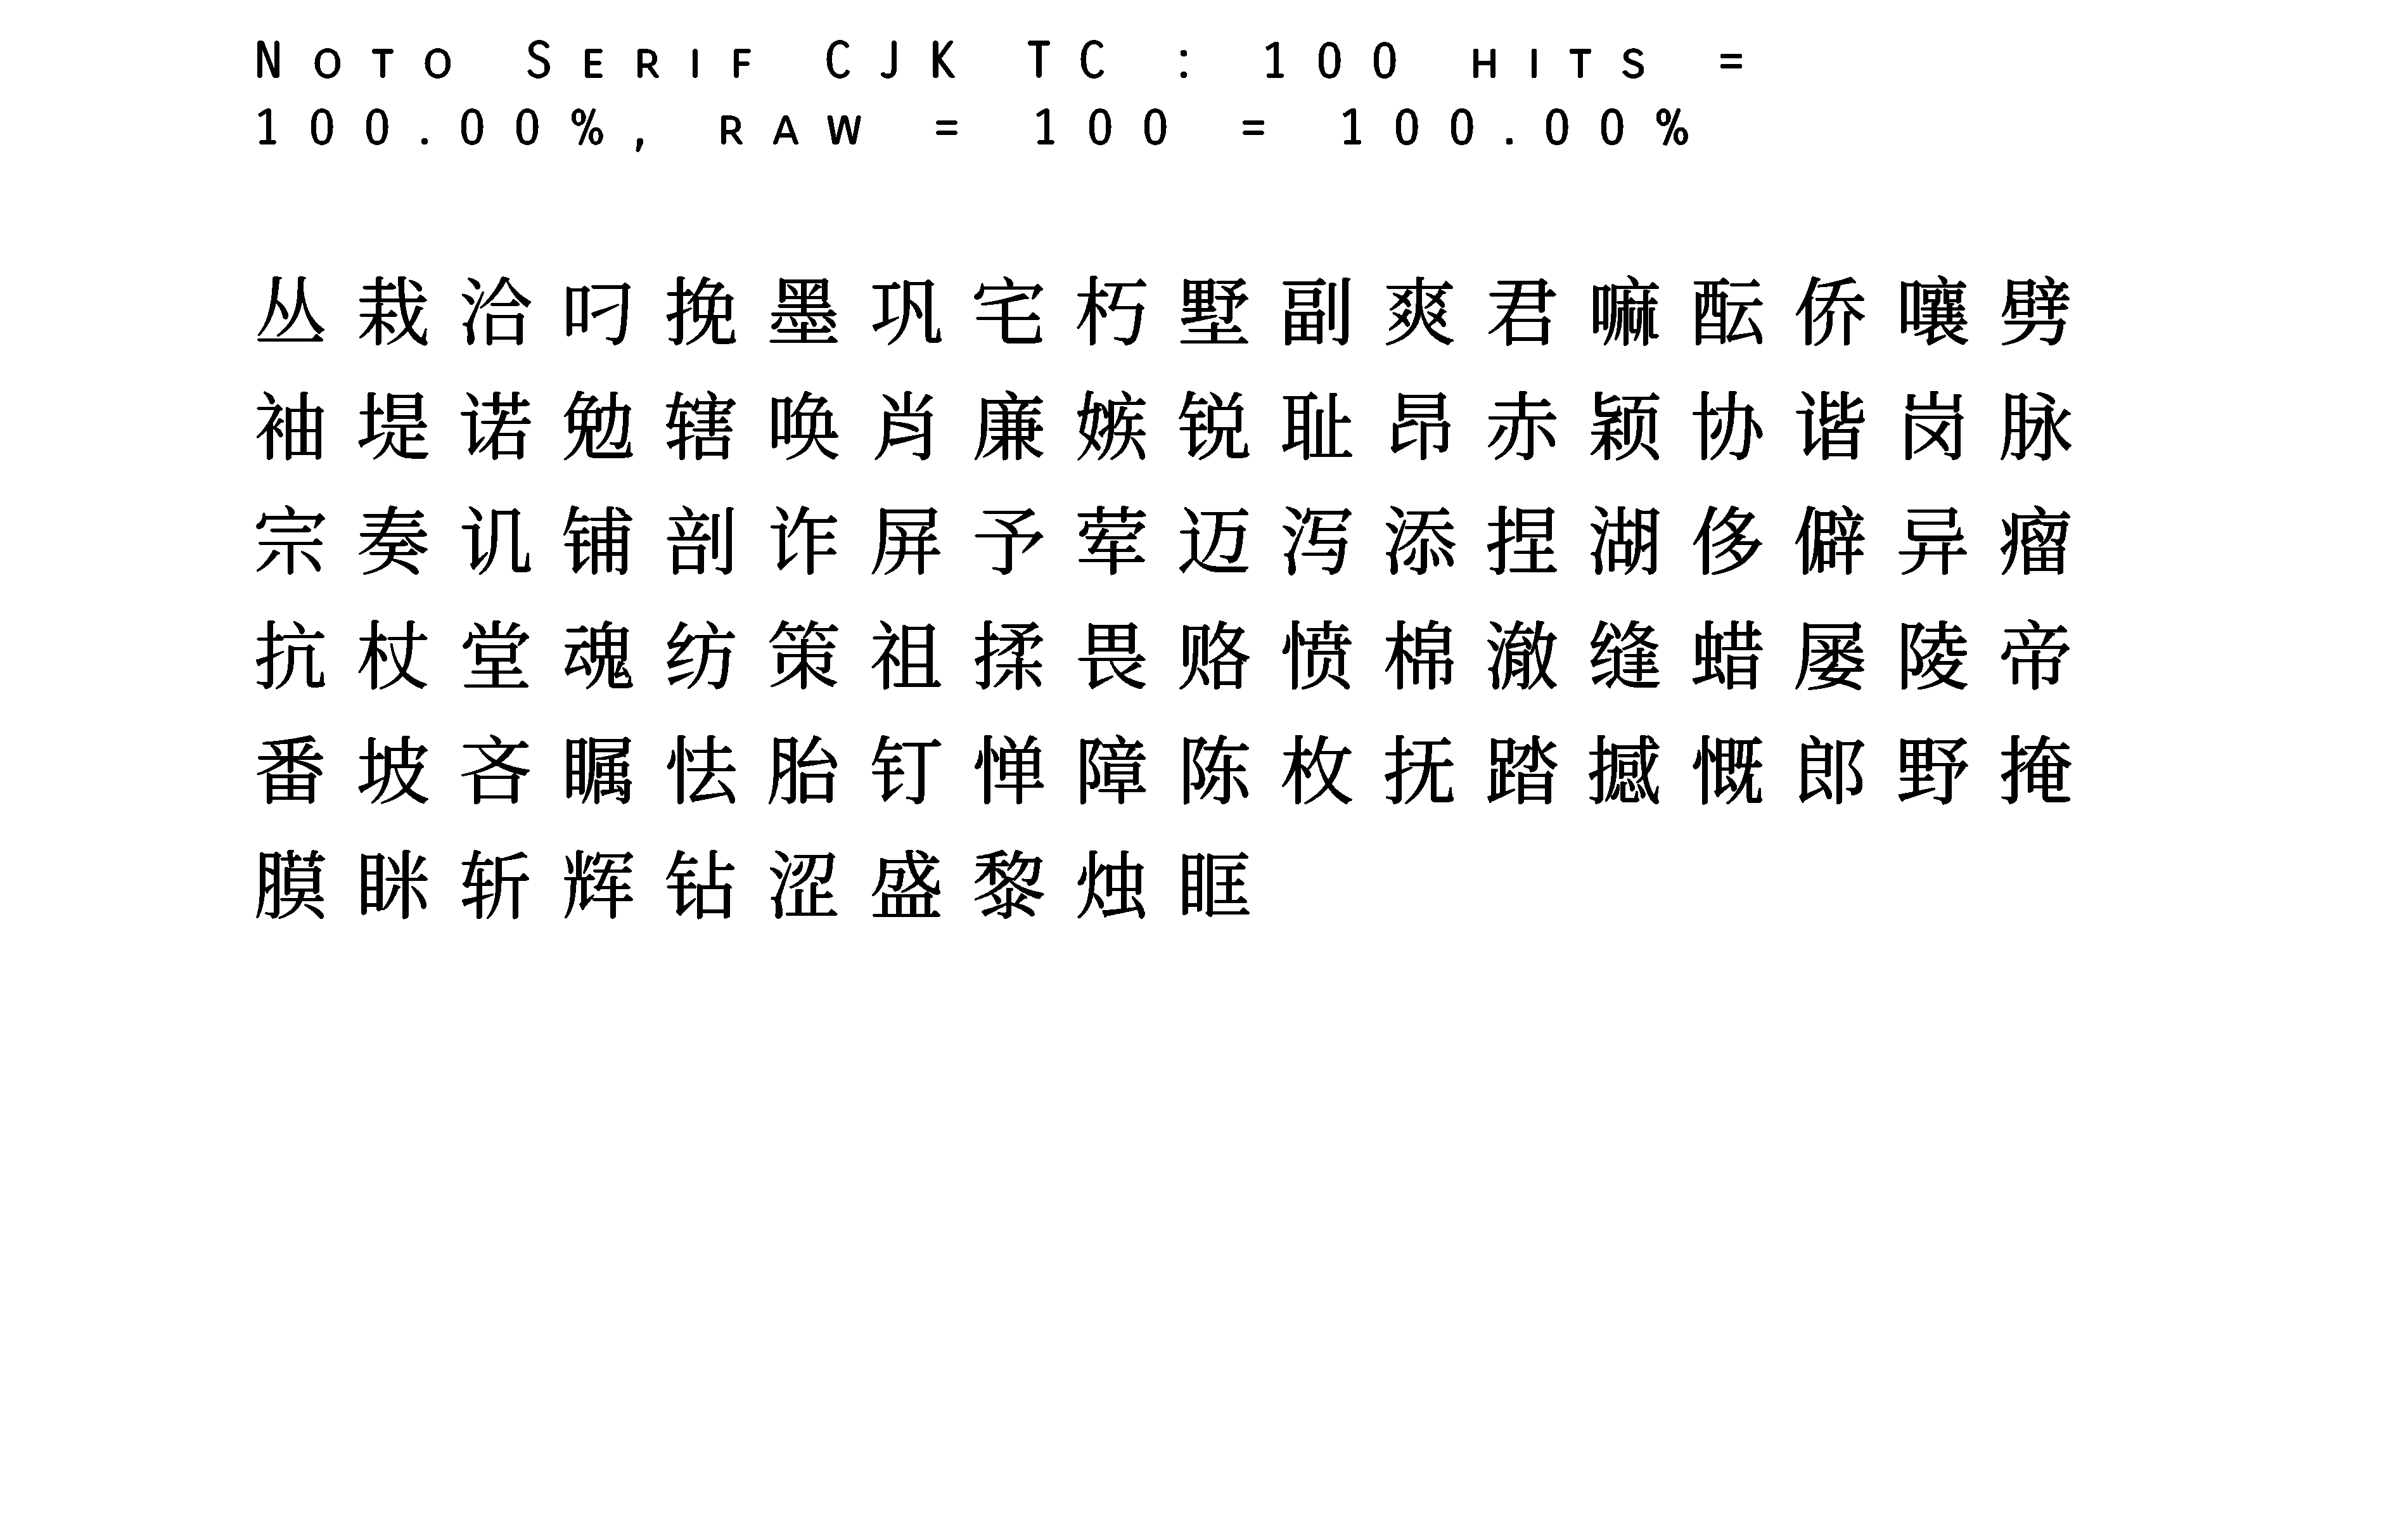 Noto Serif CJK TC : 100 hits =
100.00%, raw = 100 = 100.00%
丛栽洽叼挽墨巩宅朽墅副爽君嘛酝侨嚷劈
袖堤诺勉辖唤肖廉嫉锐耻昂赤颖协谐岗脉
宗奏讥铺剖诈屏予荤迈泻添捏湖侈僻异瘤
抗杖堂魂纺策祖揉畏赂愤棉澈缝蜡屡陵帝
番坡吝瞩怯胎钉惮障陈枚抚踏撼慨郎野掩
膜眯斩辉钻涩盛黎烛眶